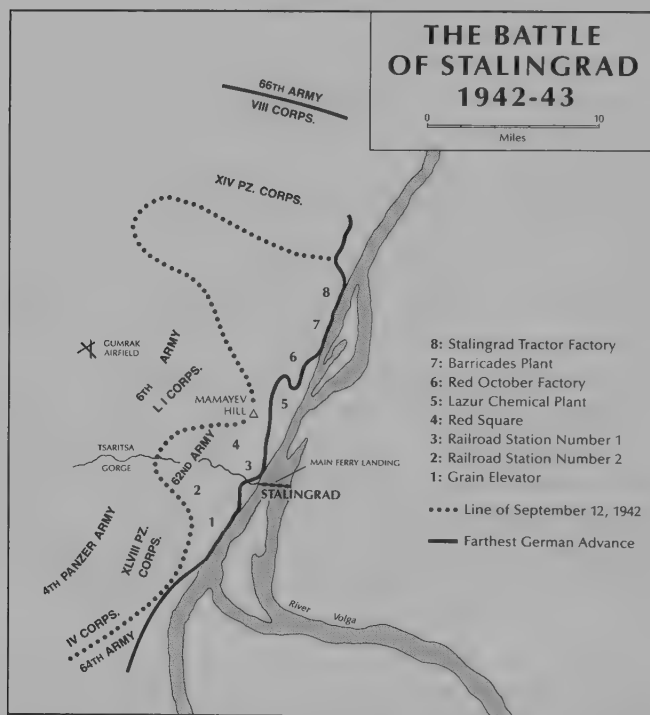 THE BATTLE
OF STALINGRAD
1942-43
0 10
Miles
66TH ARMY
VIII CORPS.
XIV PZ. CORPS.
8
7
6
5
GUMRAK
AIRFIELD
6TH ARMY
L I CORPS.
MAMAYEV
HILL
4
62ND ARMY
TSARITSA
GORGE
3
MAIN FERRY LANDING
STALINGRAD
2
1
4TH PANZER ARMY
XLVIII PZ.
CORPS.
IV CORPS.
64TH ARMY
River Volga
8: Stalingrad Tractor Factory
7: Barricades Plant
6: Red October Factory
5: Lazur Chemical Plant
4: Red Square
3: Railroad Station Number 1
2: Railroad Station Number 2
1: Grain Elevator
Line of September 12, 1942
Farthest German Advance